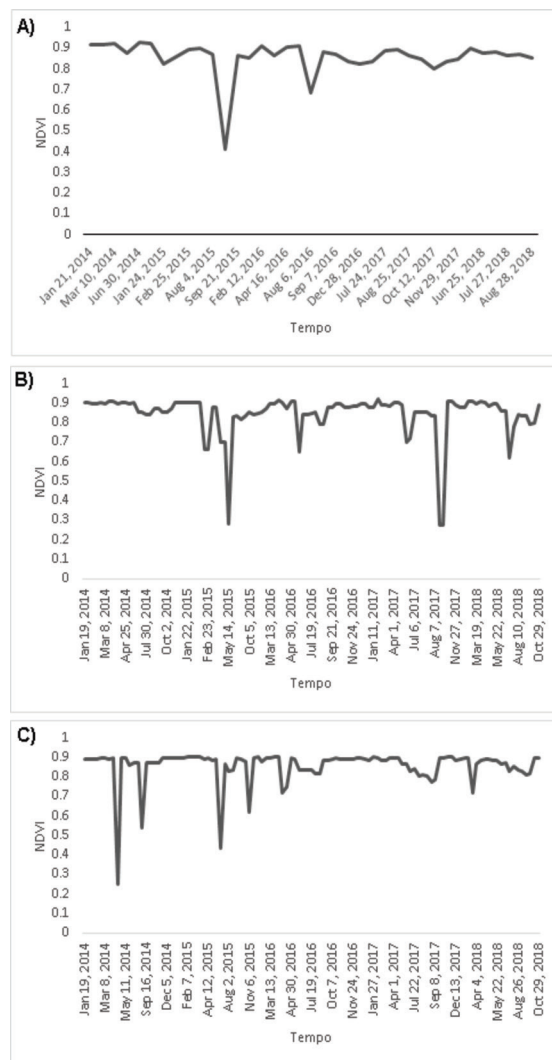 A)
1
0.9
0.8
0.7
0.6
0.5
0.4
0.3
0.2
0.1
0
NDVI
Jan 21, 2014
Mar 10, 2014
Jun 30, 2014
Jan 24, 2015
Feb 25, 2015
Aug 4, 2015
Sep 21, 2015
Feb 12, 2016
Apr 16, 2016
Aug 6, 2016
Sep 7, 2016
Dec 28, 2016
Jul 24, 2017
Aug 25, 2017
Oct 12, 2017
Nov 29, 2017
Jun 25, 2018
Jul 27, 2018
Aug 28, 2018
Tempo
B)
1
0.9
0.8
0.7
0.6
0.5
0.4
0.3
0.2
0.1
0
NDVI
Jan 19, 2014
Mar 8, 2014
Apr 25, 2014
Jul 30, 2014
Oct 2, 2014
Jan 22, 2015
Feb 23, 2015
May 14, 2015
Oct 5, 2015
Mar 13, 2016
Apr 30, 2016
Jul 19, 2016
Sep 21, 2016
Nov 24, 2016
Jan 11, 2017
Apr 1, 2017
Jul 6, 2017
Aug 7, 2017
Nov 27, 2017
Mar 19, 2018
May 22, 2018
Aug 10, 2018
Oct 29, 2018
Tempo
C)
1
0.9
0.8
0.7
0.6
0.5
0.4
0.3
0.2
0.1
0
NDVI
Jan 19, 2014
Mar 8, 2014
May 11, 2014
Sep 16, 2014
Dec 5, 2014
Feb 7, 2015
Apr 12, 2015
Aug 2, 2015
Nov 6, 2015
Mar 13, 2016
Apr 30, 2016
Jul 19, 2016
Oct 7, 2016
Nov 24, 2016
Jan 27, 2017
Apr 1, 2017
Jul 22, 2017
Sep 8, 2017
Dec 13, 2017
Apr 4, 2018
May 22, 2018
Aug 26, 2018
Oct 29, 2018
Tempo